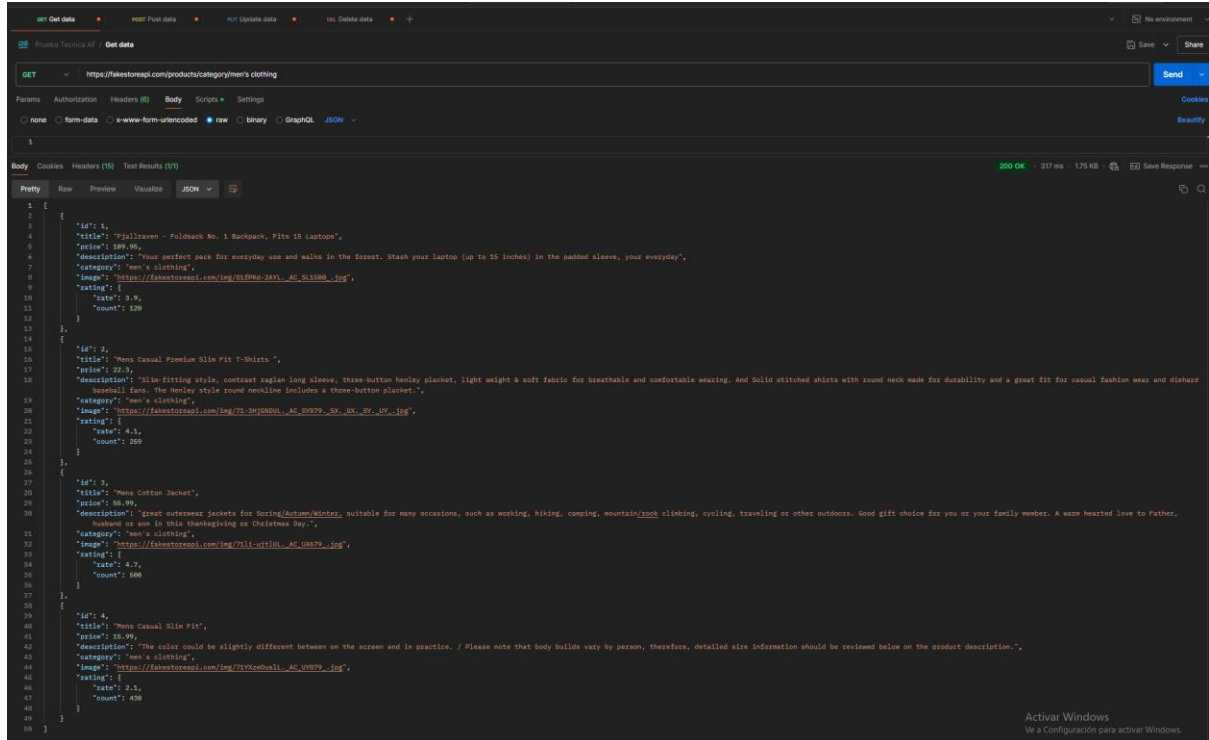 GET Get data
POST Post data
PUT Update data
DEL Delete data
+
No environment
Prueba Tecnica AF / Get data
Save
Share
GET
https://fakestoreapi.com/products/category/men's clothing
Send
Params Authorization Headers (6) Body Scripts Settings
Cookies
none form-data x-www-form-urlencoded raw binary GraphQL JSON
Beautify
1
Body Cookies Headers (15) Test Results (1/1)
200 OK 317 ms 1.75 KB Save Response
Pretty Raw Preview Visualize JSON
1 [
2 {
3 "id": 1,
4 "title": "Fjallraven - Foldsack No. 1 Backpack, Fits 15 Laptops",
5 "price": 109.95,
6 "description": "Your perfect pack for everyday use and walks in the forest. Stash your laptop (up to 15 inches) in the padded sleeve, your everyday",
7 "category": "men's clothing",
8 "image": "https://fakestoreapi.com/img/81fPKd-2AYL._AC_SL1500_.jpg",
9 "rating": {
10 "rate": 3.9,
11 "count": 120
12 }
13 },
14 {
15 "id": 2,
16 "title": "Mens Casual Premium Slim Fit T-Shirts ",
17 "price": 22.3,
18 "description": "Slim-fitting style, contrast raglan long sleeve, three-button henley placket, light weight & soft fabric for breathable and comfortable wearing. And Solid stitched shirts with round neck made for durability and a great fit for casual fashion wear and diehard
baseball fans. The Henley style round neckline includes a three-button placket.",
19 "category": "men's clothing",
20 "image": "https://fakestoreapi.com/img/71-3HjGNDUL._AC_SY879._SX._UX._SY._UY_.jpg",
21 "rating": {
22 "rate": 4.1,
23 "count": 259
24 }
25 },
26 {
27 "id": 3,
28 "title": "Mens Cotton Jacket",
29 "price": 55.99,
30 "description": "great outerwear jackets for Spring/Autumn/Winter, suitable for many occasions, such as working, hiking, camping, mountain/rock climbing, cycling, traveling or other outdoors. Good gift choice for you or your family member. A warm hearted love to Father,
husband or son in this thanksgiving or Christmas Day.",
31 "category": "men's clothing",
32 "image": "https://fakestoreapi.com/img/71li-ujtlUL._AC_UX679_.jpg",
33 "rating": {
34 "rate": 4.7,
35 "count": 500
36 }
37 },
38 {
39 "id": 4,
40 "title": "Mens Casual Slim Fit",
41 "price": 15.99,
42 "description": "The color could be slightly different between on the screen and in practice. / Please note that body builds vary by person, therefore, detailed size information should be reviewed below on the product description.",
43 "category": "men's clothing",
44 "image": "https://fakestoreapi.com/img/71YXzeOuslL._AC_UY879_.jpg",
45 "rating": {
46 "rate": 2.1,
47 "count": 430
48 }
49 }
50 ]
Activar Windows
Ve a Configuración para activar Windows.